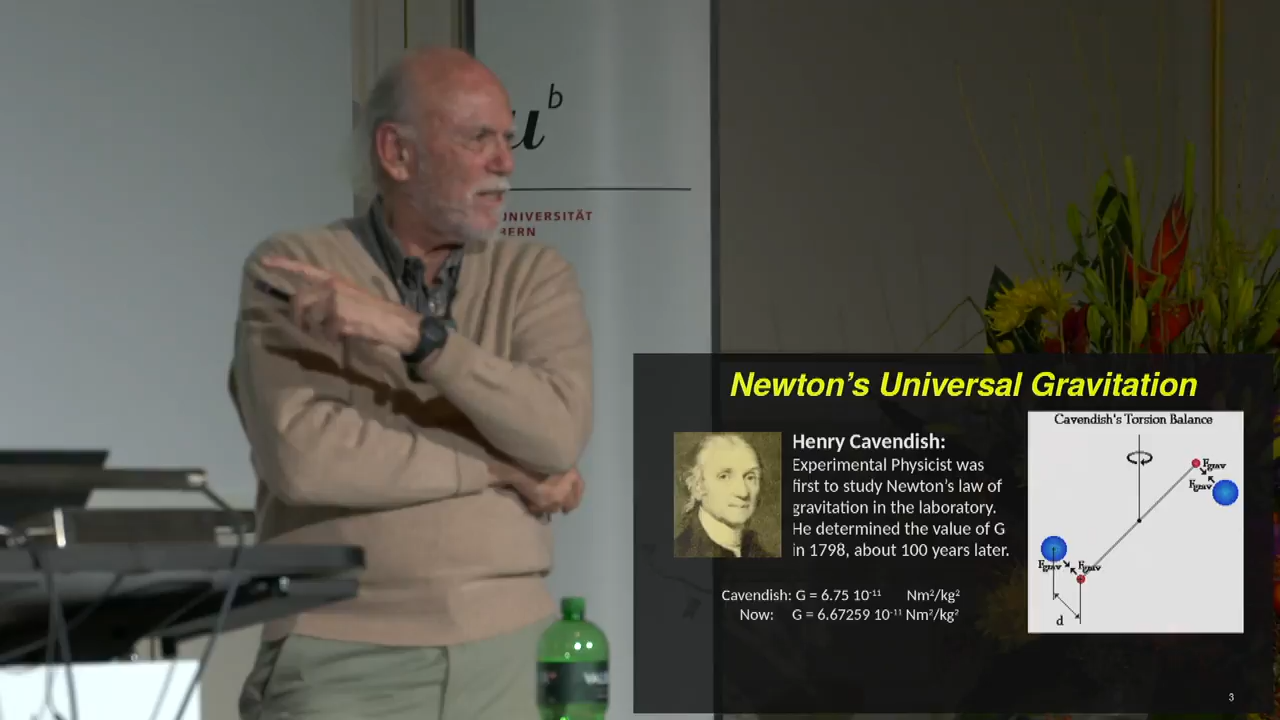 u b
UNIVERSITÄT
BERN
Newton's Universal Gravitation
Henry Cavendish:
Experimental Physicist was
first to study Newton's law of
gravitation in the laboratory.
He determined the value of G
in 1798, about 100 years later.
Cavendish: G = 6.75 10⁻¹¹ Nm²/kg²
Now: G = 6.67259 10⁻¹¹ Nm²/kg²
Cavendish's Torsion Balance
Fgrav
Fgrav
Fgrav
Fgrav
d
3